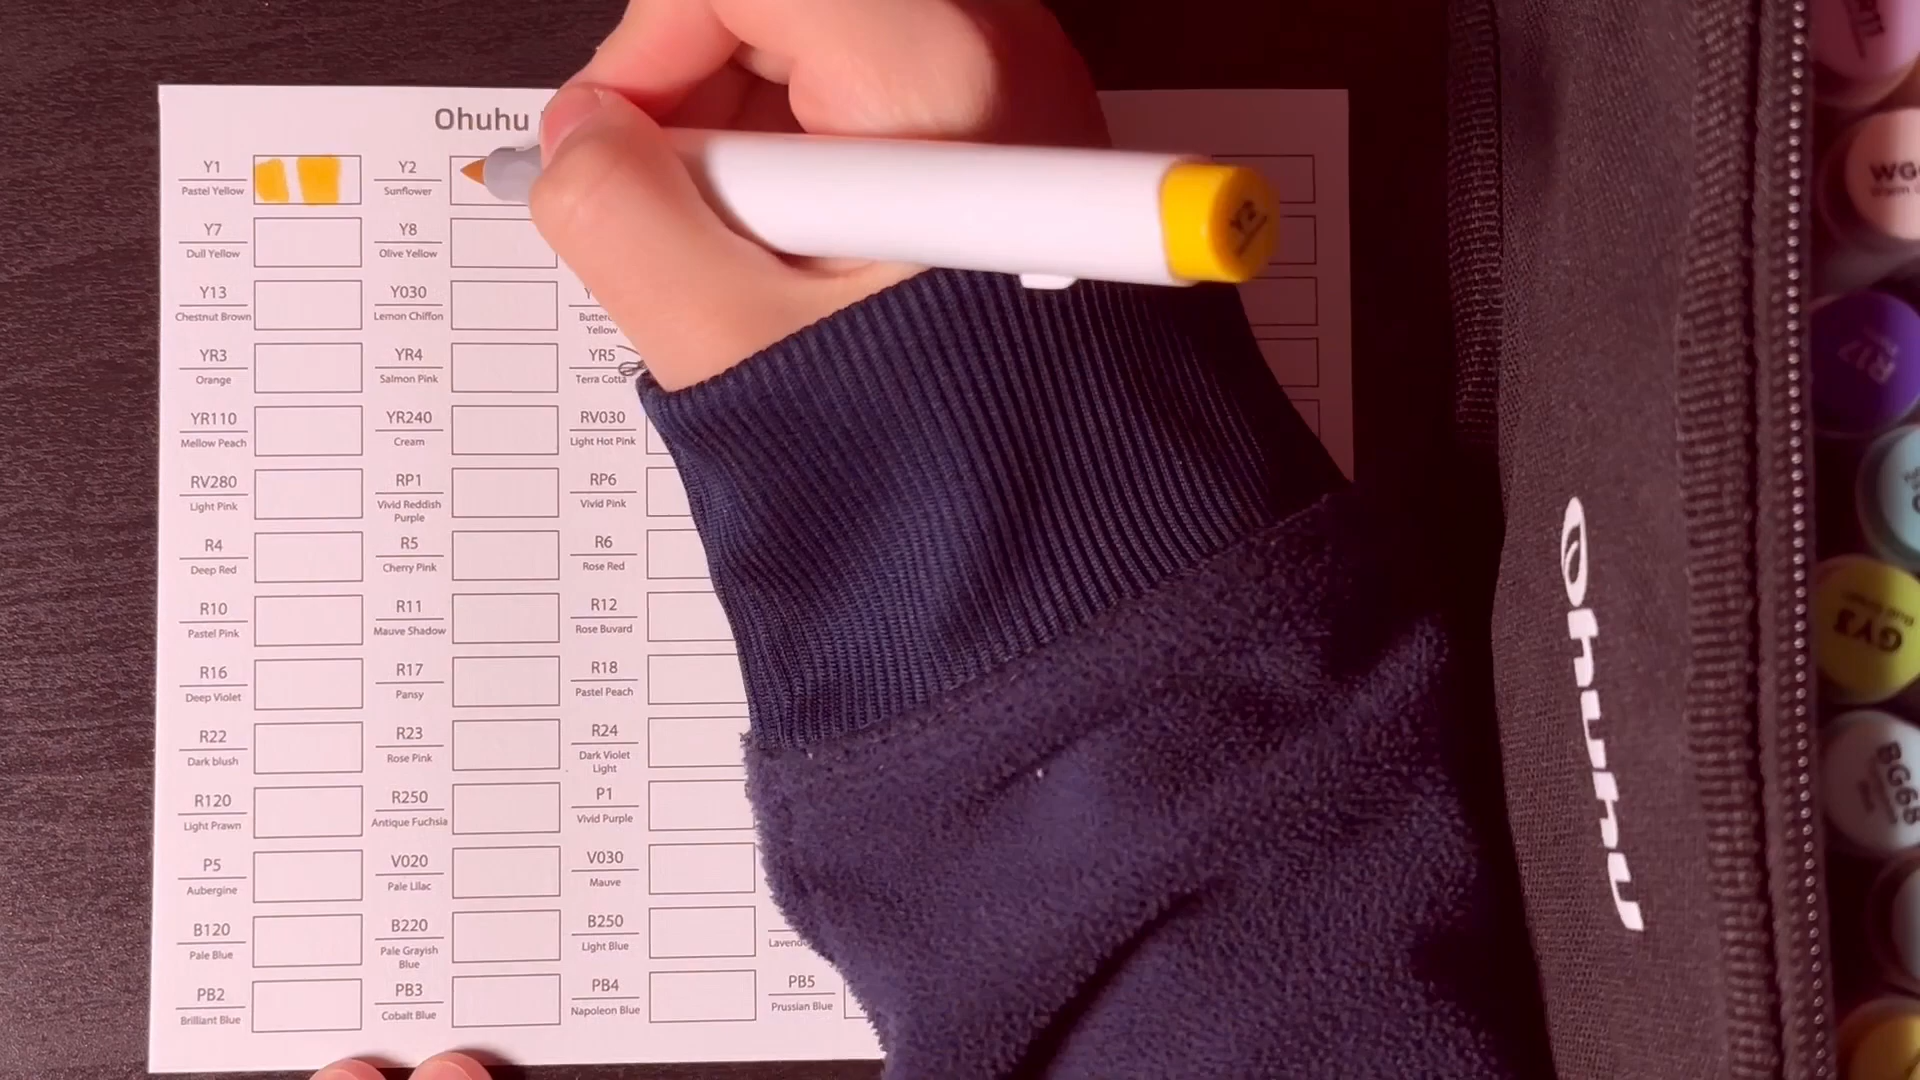 Ohuhu
Y1
Pastel Yellow
Y2
Sunflower
Y7
Dull Yellow
Y8
Olive Yellow
Y13
Chestnut Brown
Y030
Lemon Chiffon
Yellow
YR3
Orange
YR4
Salmon Pink
YR5
Terra Cotta
YR110
Mellow Peach
YR240
Cream
RV030
Light Hot Pink
RV280
Light Pink
RP1
Vivid Reddish
Purple
RP6
Vivid Pink
R4
Deep Red
R5
Cherry Pink
R6
Rose Red
R10
Pastel Pink
R11
Mauve Shadow
R12
Rose Buvard
R16
Deep Violet
R17
Pansy
R18
Pastel Peach
R22
Dark blush
R23
Rose Pink
R24
Dark Violet
Light
R120
Light Prawn
R250
Antique Fuchsia
P1
Vivid Purple
P5
Aubergine
V020
Pale Lilac
V030
Mauve
B120
Pale Blue
B220
Pale Grayish
Blue
B250
Light Blue
PB2
Brilliant Blue
PB3
Cobalt Blue
PB4
Napoleon Blue
PB5
Prussian Blue
Y2
Ohuhu
R17
GY3
BG68